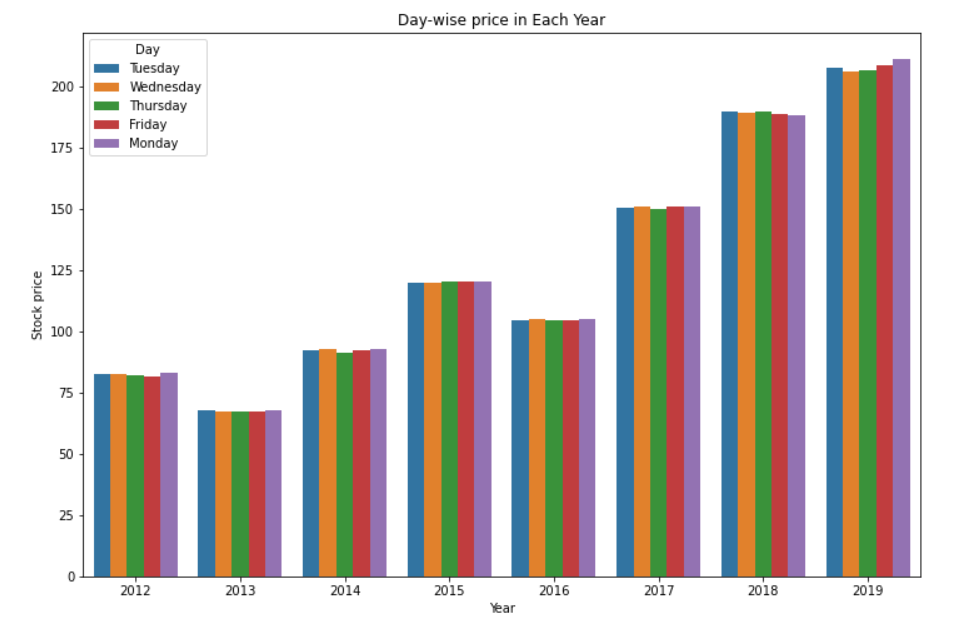 Day-wise price in Each Year
Day
Tuesday
Wednesday
Thursday
Friday
Monday
Stock price
200
175
150
125
100
75
50
25
0
2012 2013 2014 2015 2016 2017 2018 2019
Year